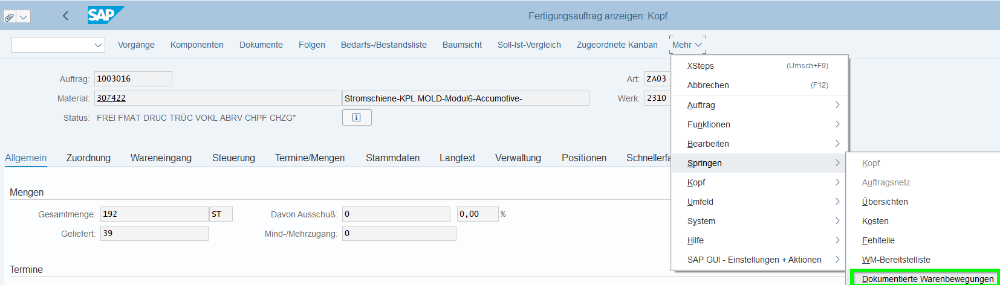 SAP
Fertigungsauftrag anzeigen: Kopf
Vorgänge Komponenten Dokumente Folgen Bedarfs-/Bestandsliste Baumsicht Soll-Ist-Vergleich Zugeordnete Kanban Mehr
Auftrag: 1003016
Art: ZA03
Material: 307422 Stromschiene-KPL MOLD-Modul6-Accumotive-
Werk: 2310
Status: FREI FMAT DRUC TRÜC VOKL ABRV CHPF CHZG*
Allgemein Zuordnung Wareneingang Steuerung Termine/Mengen Stammdaten Langtext Verwaltung Positionen Schnellerfa
Mengen
Gesamtmenge: 192 ST Davon Ausschuß: 0 0,00 %
Geliefert: 39 Mind-/Mehrzugang: 0
Termine
XSteps (Umsch+F9)
Abbrechen (F12)
Auftrag
Funktionen
Bearbeiten
Springen
Kopf
Umfeld
System
Hilfe
SAP GUI - Einstellungen + Aktionen
Kopf
Auftragsnetz
Übersichten
Kosten
Fehlteile
WM-Bereitstelliste
Dokumentierte Warenbewegungen